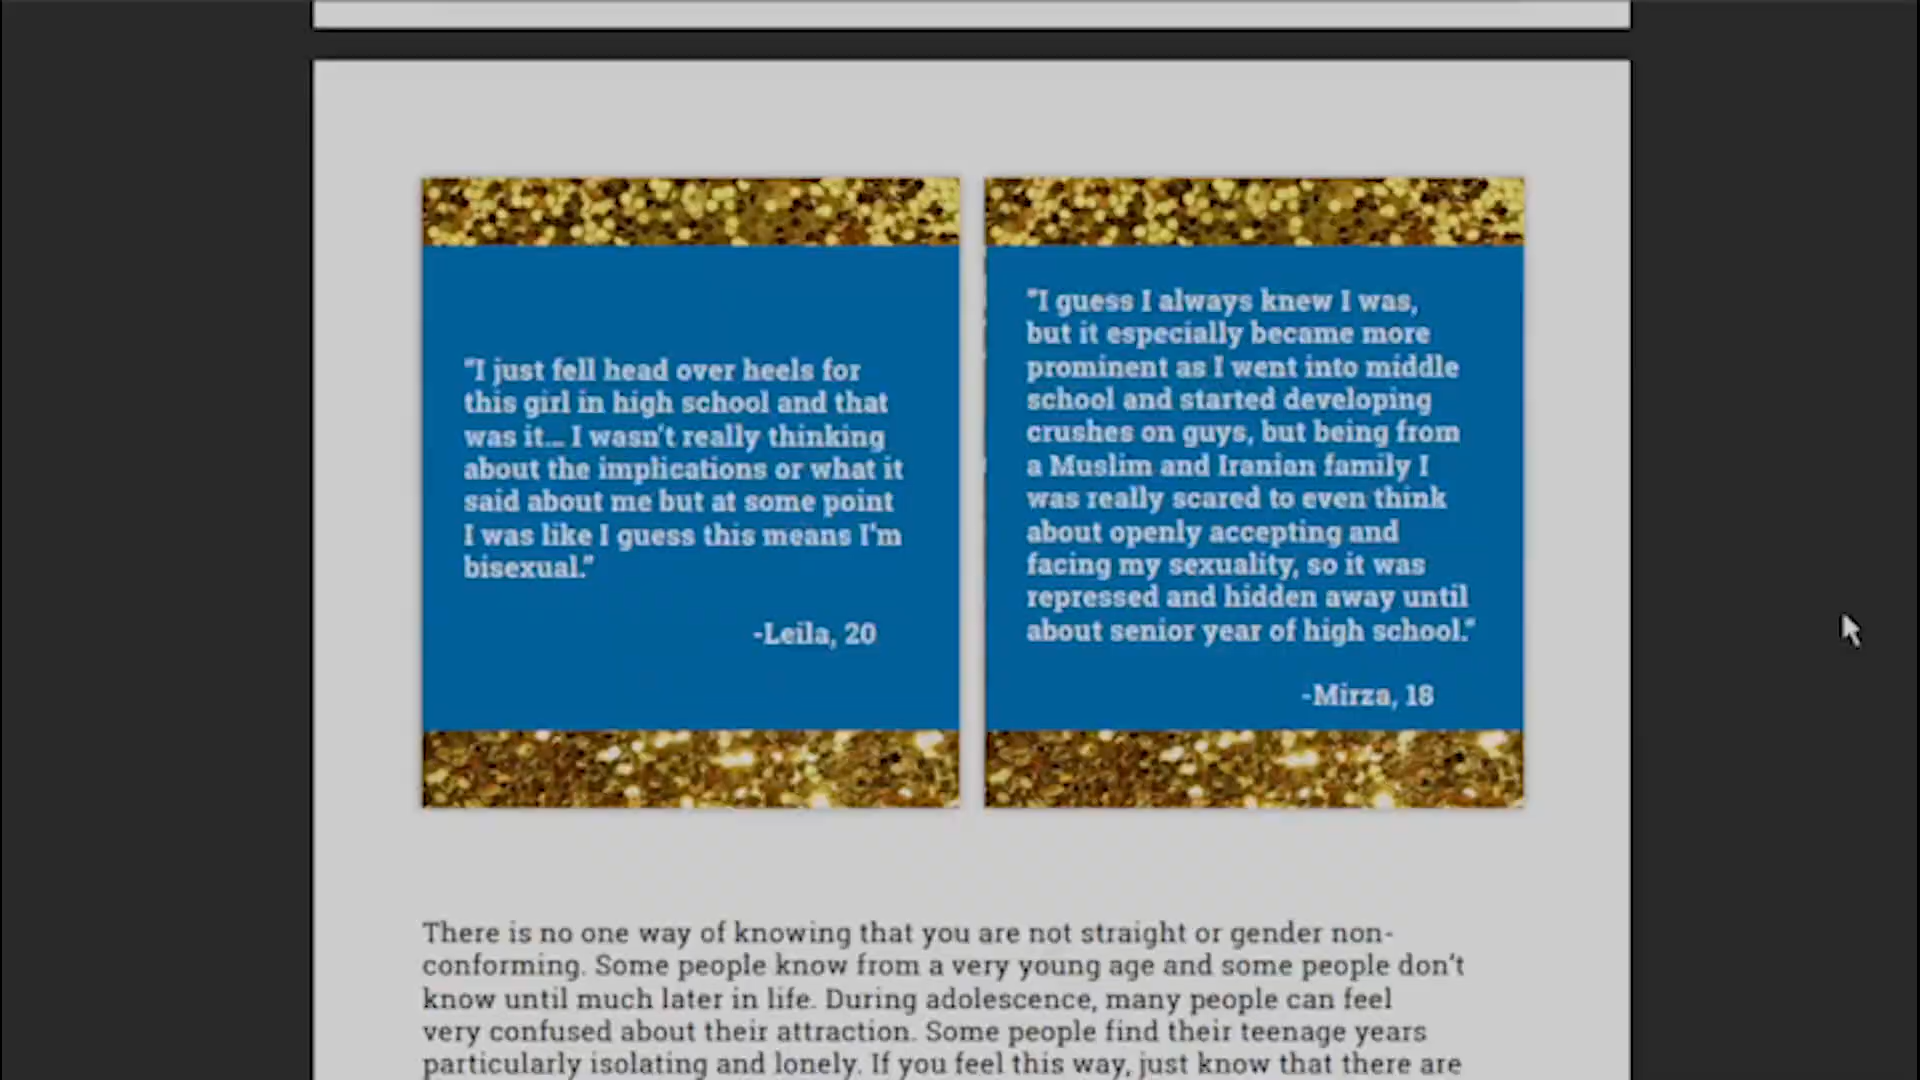 "I just fell head over heels for
this girl in high school and that
was it... I wasn't really thinking
about the implications or what it
said about me but at some point
I was like I guess this means I'm
bisexual."
-Leila, 20
"I guess I always knew I was,
but it especially became more
prominent as I went into middle
school and started developing
crushes on guys, but being from
a Muslim and Iranian family I
was really scared to even think
about openly accepting and
facing my sexuality, so it was
repressed and hidden away until
about senior year of high school."
-Mirza, 18
There is no one way of knowing that you are not straight or gender non-
conforming. Some people know from a very young age and some people don't
know until much later in life. During adolescence, many people can feel
very confused about their attraction. Some people find their teenage years
particularly isolating and lonely. If you feel this way, just know that there are